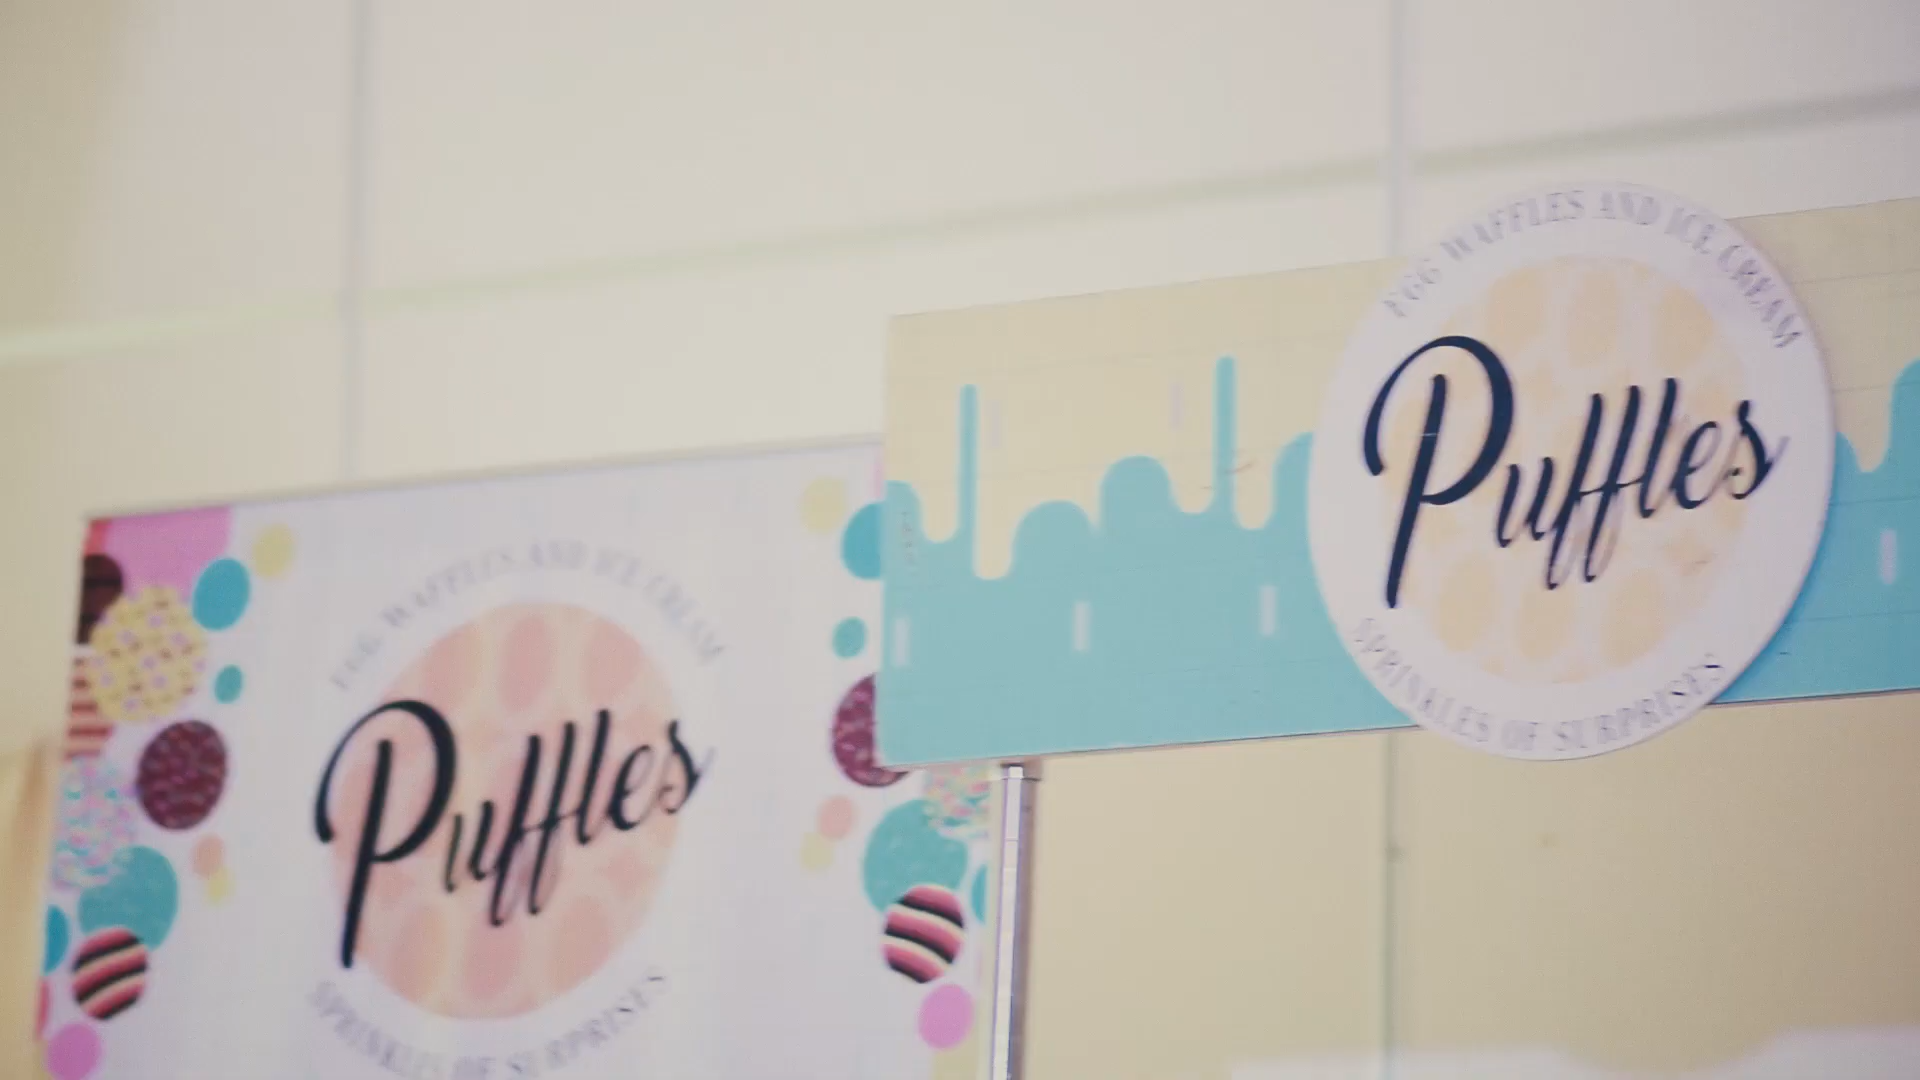 EGG WAFFLES AND ICE CREAM
Puffles
SPRINKLES OF SURPRISES
EGG WAFFLES AND ICE CREAM
Puffles
SPRINKLES OF SURPRISES